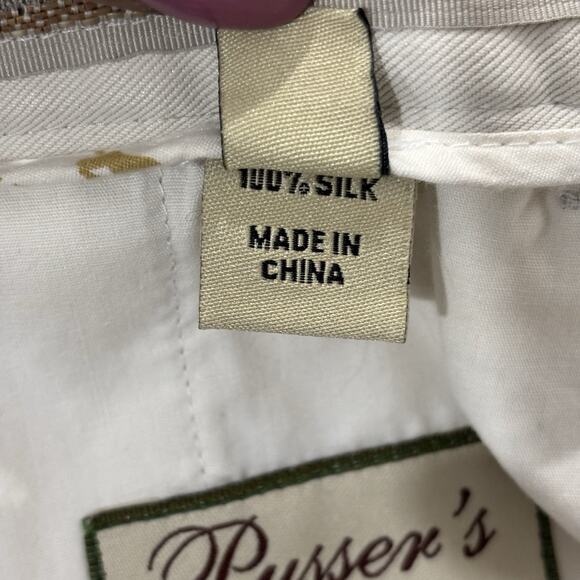 100% SILK
MADE IN
CHINA
Pusser's